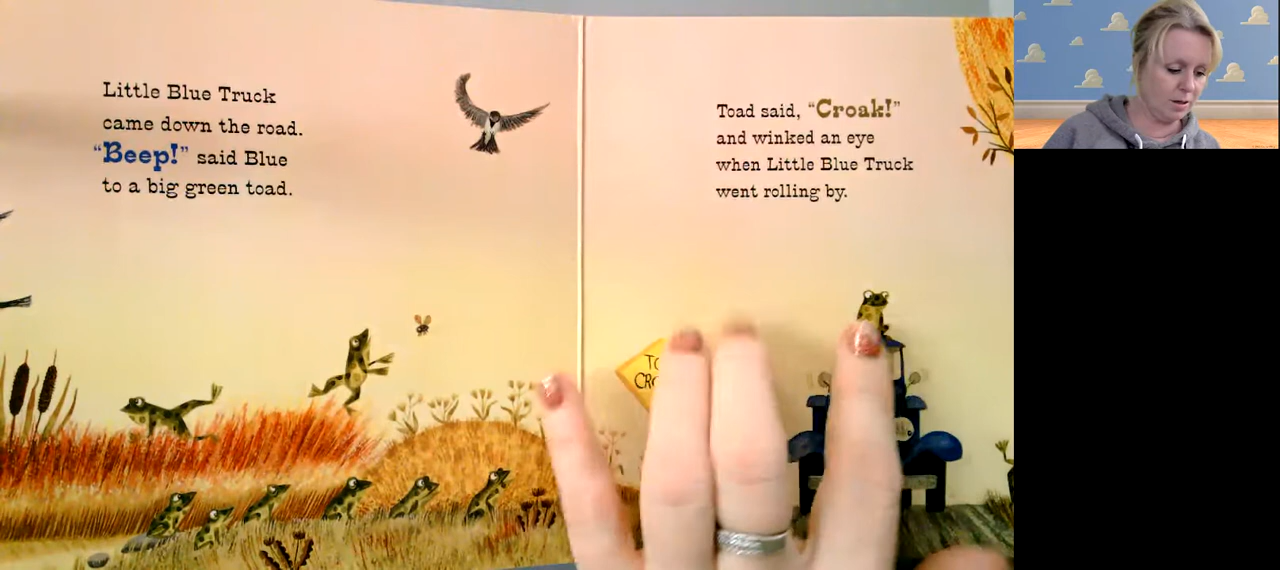 Little Blue Truck
came down the road.
"Beep!" said Blue
to a big green toad.
Toad said, "Croak!"
and winked an eye
when Little Blue Truck
went rolling by.